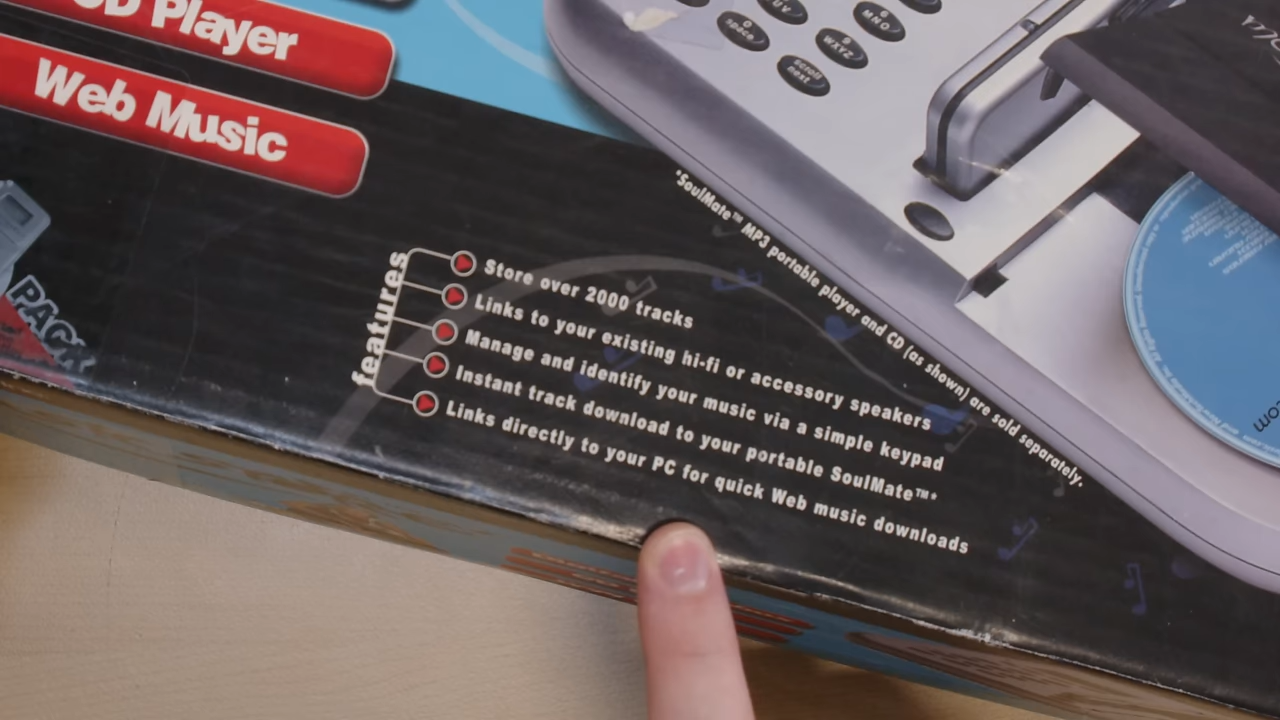 CD Player
Web Music
0
space
TUV
MNO
9
WXYZ
scroll
next
*SoulMate™ MP3 portable player and CD (as shown) are sold separately.
features
Store over 2000 tracks
Links to your existing hi-fi or accessory speakers
Manage and identify your music via a simple keypad
Instant track download to your portable SoulMate™*
Links directly to your PC for quick Web music downloads
PACK
.com